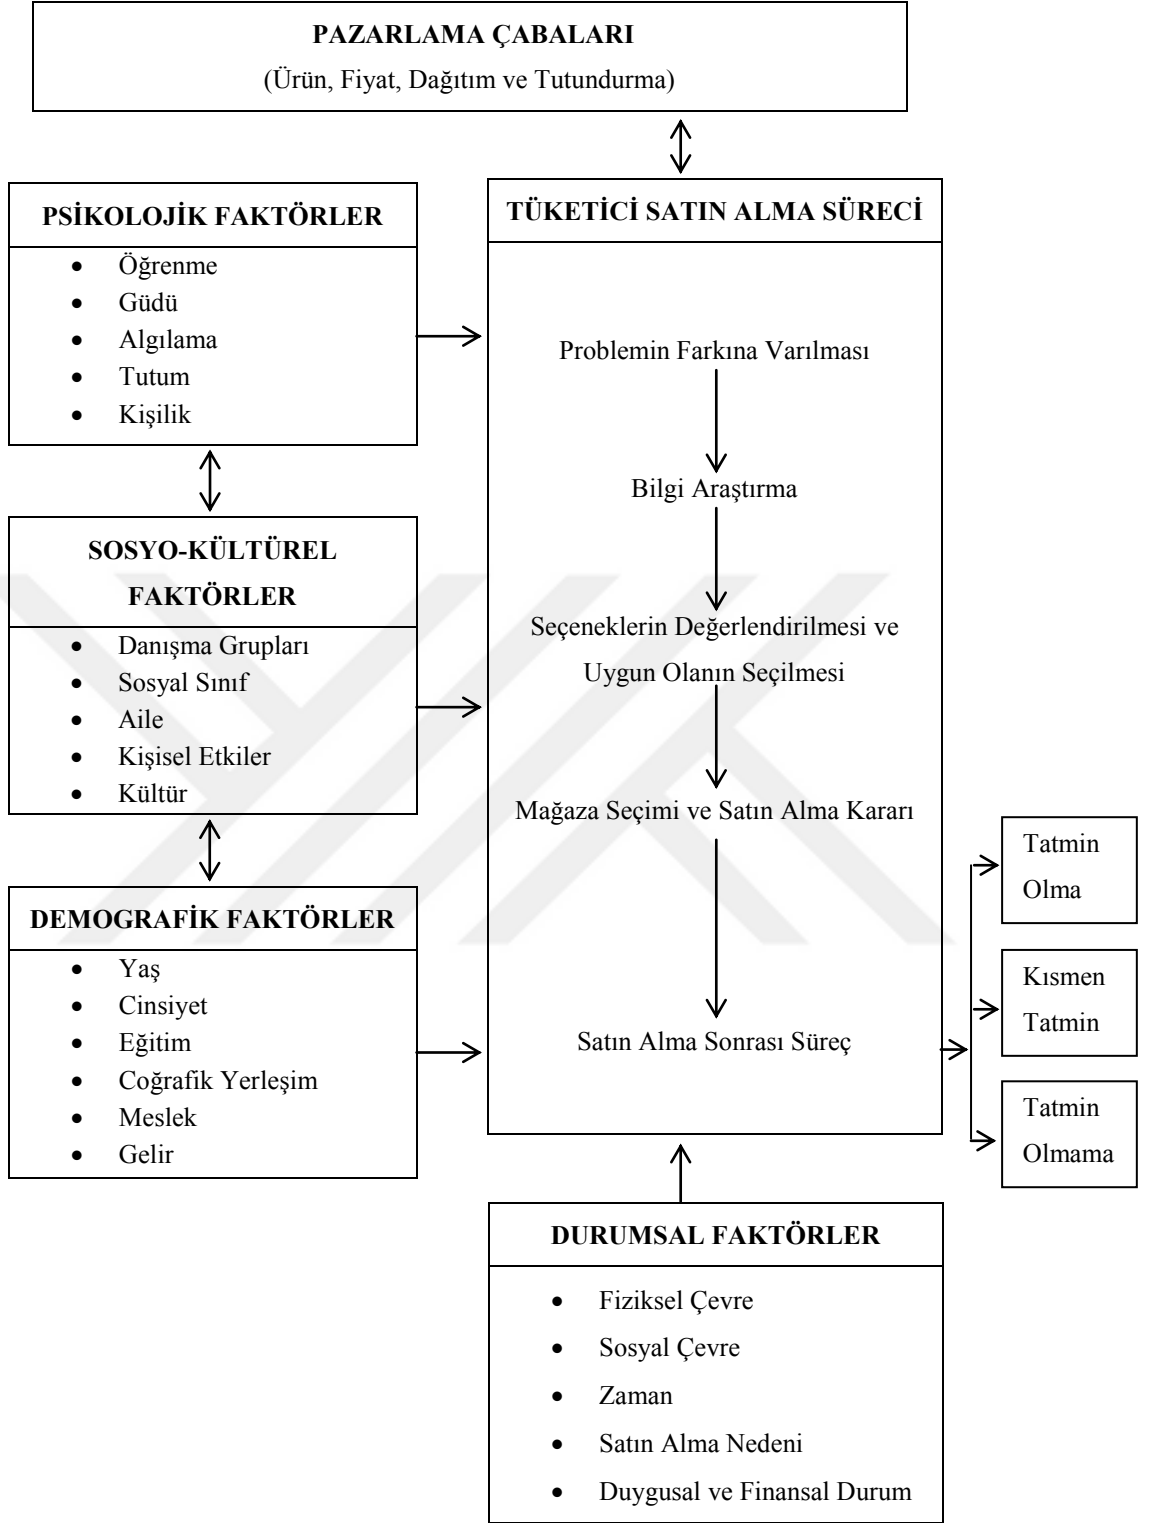 PAZARLAMA ÇABALARI
(Ürün, Fiyat, Dağıtım ve Tutundurma)
PSİKOLOJİK FAKTÖRLER
• Öğrenme
• Güdü
• Algılama
• Tutum
• Kişilik
SOSYO-KÜLTÜREL
FAKTÖRLER
• Danışma Grupları
• Sosyal Sınıf
• Aile
• Kişisel Etkiler
• Kültür
DEMOGRAFİK FAKTÖRLER
• Yaş
• Cinsiyet
• Eğitim
• Coğrafik Yerleşim
• Meslek
• Gelir
TÜKETİCİ SATIN ALMA SÜRECİ
Problemin Farkına Varılması
Bilgi Araştırma
Seçeneklerin Değerlendirilmesi ve
Uygun Olanın Seçilmesi
Mağaza Seçimi ve Satın Alma Kararı
Satın Alma Sonrası Süreç
Tatmin
Olma
Kısmen
Tatmin
Tatmin
Olmama
DURUMSAL FAKTÖRLER
• Fiziksel Çevre
• Sosyal Çevre
• Zaman
• Satın Alma Nedeni
• Duygusal ve Finansal Durum